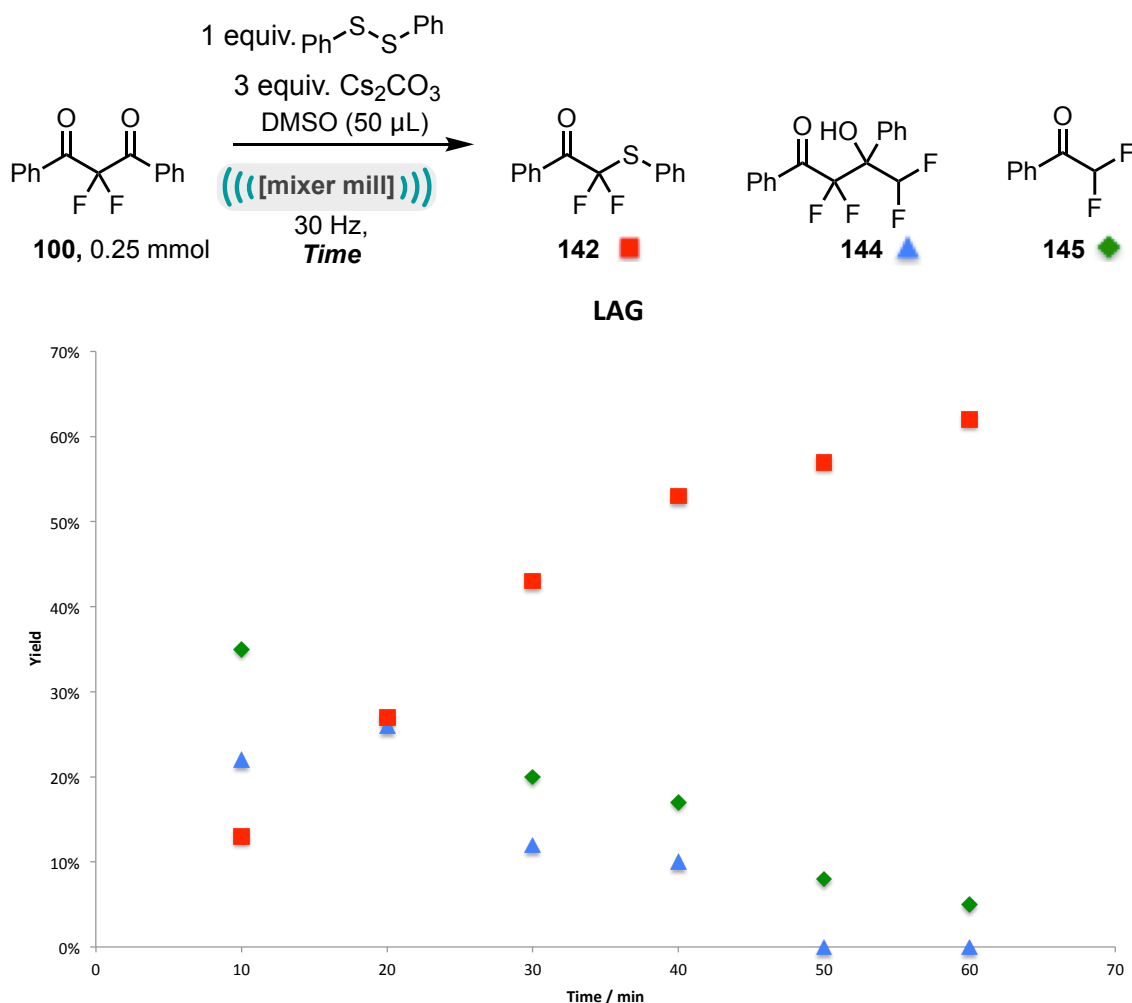 1 equiv. Ph S S Ph
3 equiv. Cs2CO3
DMSO (50 µL)
((([mixer mill])))
30 Hz,
Time
O O Ph Ph F F
100, 0.25 mmol
O S Ph Ph F F
142
O HO Ph Ph F F F F
144
O Ph F F
145
LAG
70%
60%
50%
40%
30%
20%
10%
0%
Yield
0 10 20 30 40 50 60 70
Time / min